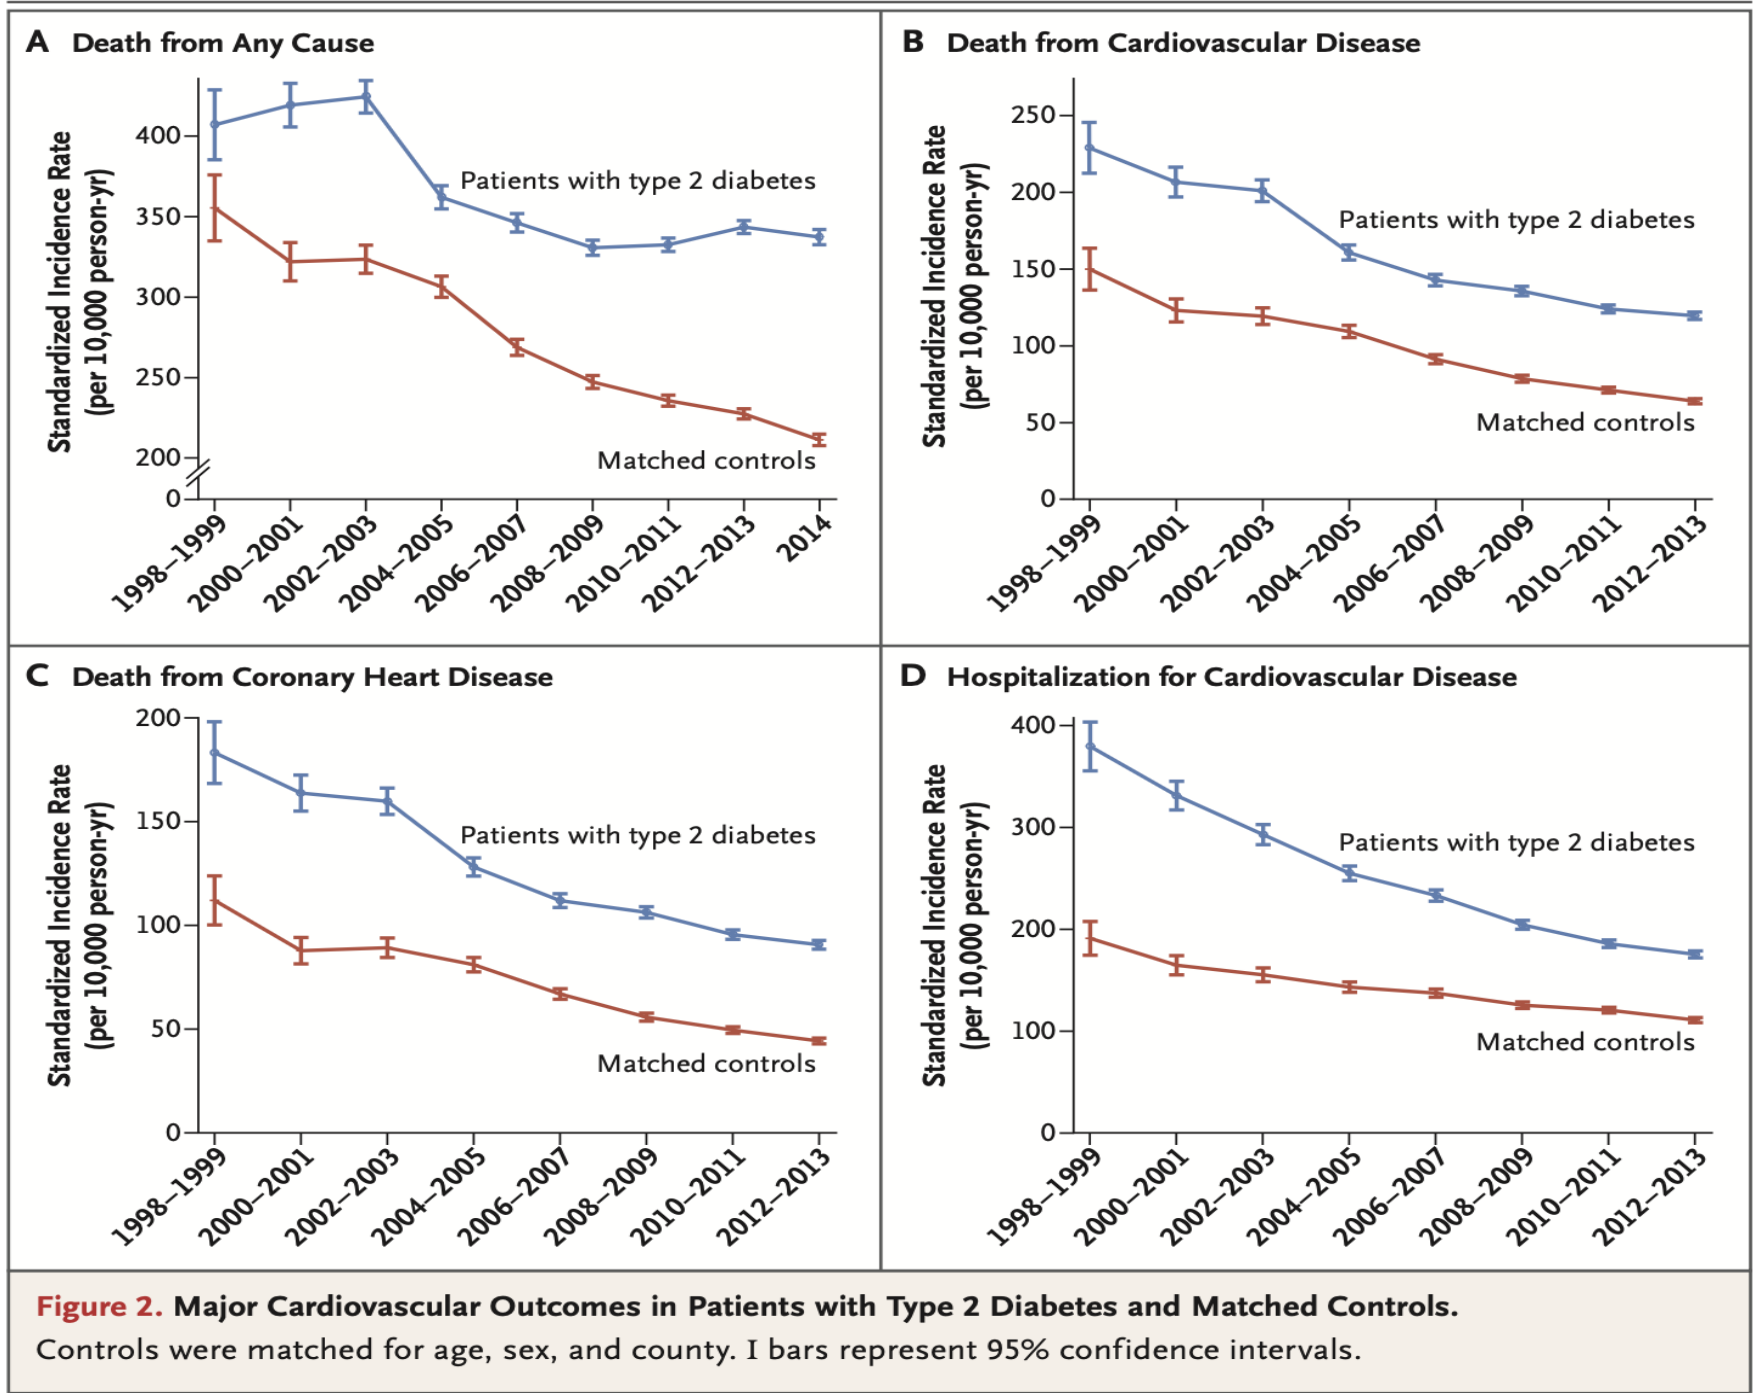 A Death from Any Cause
Standardized Incidence Rate
(per 10,000 person-yr)
400
350
300
250
200
0
Patients with type 2 diabetes
Matched controls
1998–1999
2000–2001
2002–2003
2004–2005
2006–2007
2008–2009
2010–2011
2012–2013
2014
B Death from Cardiovascular Disease
Standardized Incidence Rate
(per 10,000 person-yr)
250
200
150
100
50
0
Patients with type 2 diabetes
Matched controls
1998–1999
2000–2001
2002–2003
2004–2005
2006–2007
2008–2009
2010–2011
2012–2013
C Death from Coronary Heart Disease
Standardized Incidence Rate
(per 10,000 person-yr)
200
150
100
50
0
Patients with type 2 diabetes
Matched controls
1998–1999
2000–2001
2002–2003
2004–2005
2006–2007
2008–2009
2010–2011
2012–2013
D Hospitalization for Cardiovascular Disease
Standardized Incidence Rate
(per 10,000 person-yr)
400
300
200
100
0
Patients with type 2 diabetes
Matched controls
1998–1999
2000–2001
2002–2003
2004–2005
2006–2007
2008–2009
2010–2011
2012–2013
Figure 2. Major Cardiovascular Outcomes in Patients with Type 2 Diabetes and Matched Controls.
Controls were matched for age, sex, and county. I bars represent 95% confidence intervals.